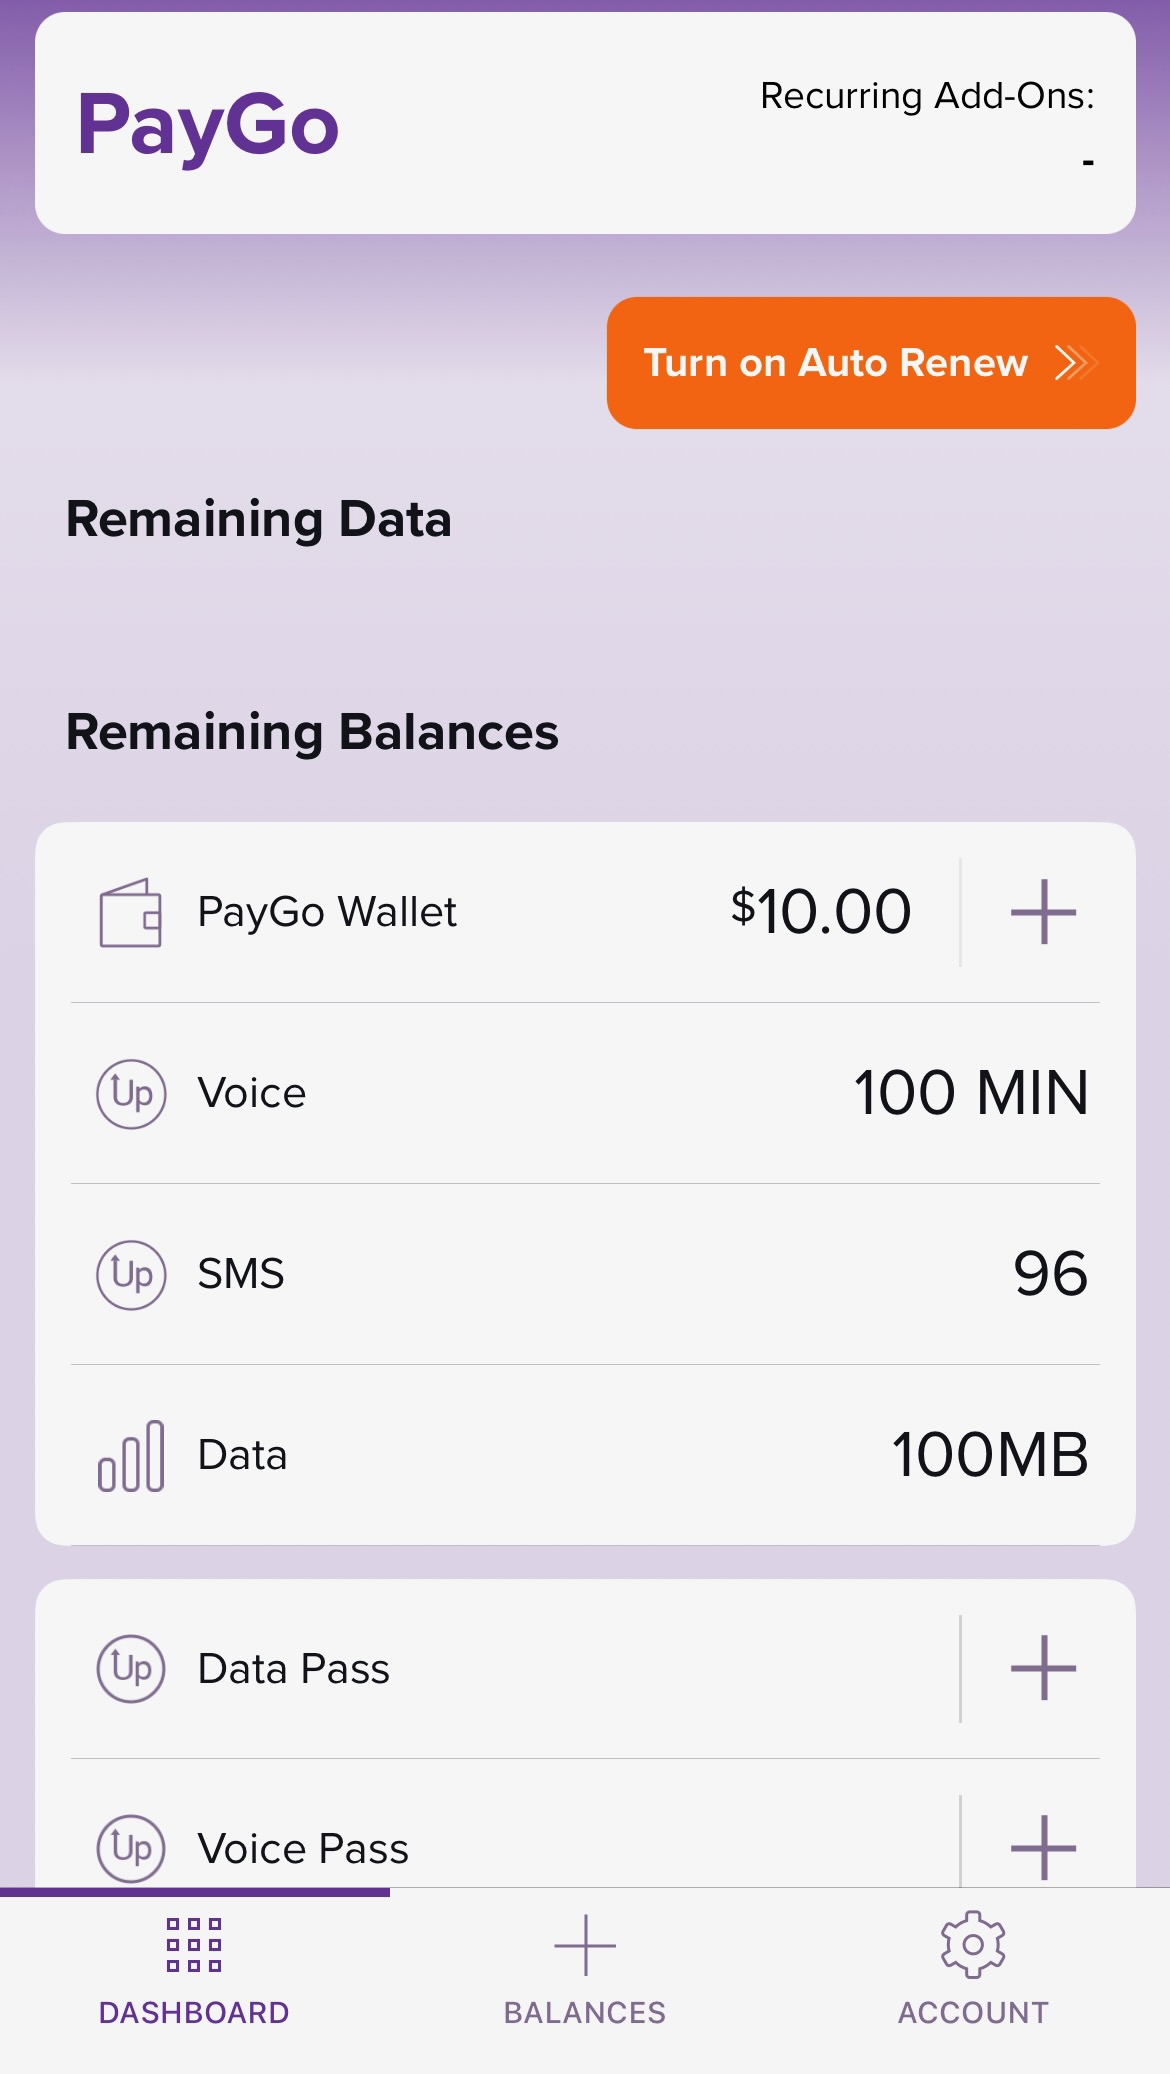 PayGo
Recurring Add-Ons:
-
Turn on Auto Renew
Remaining Data
Remaining Balances
PayGo Wallet $10.00
Up Voice 100 MIN
Up SMS 96
Data 100MB
Up Data Pass
Up Voice Pass
DASHBOARD BALANCES ACCOUNT